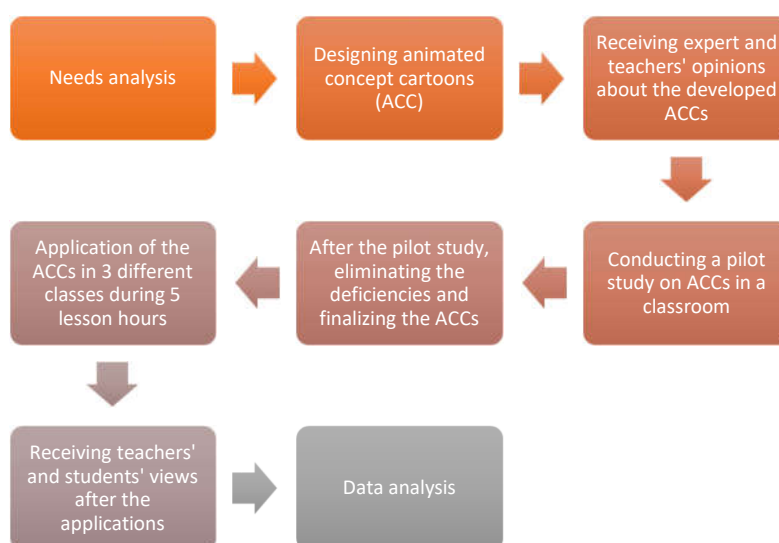 Needs analysis
Designing animated
concept cartoons
(ACC)
Receiving expert and
teachers' opinions
about the developed
ACCs
Conducting a pilot
study on ACCs in a
classroom
After the pilot study,
eliminating the
deficiencies and
finalizing the ACCs
Application of the
ACCs in 3 different
classes during 5
lesson hours
Receiving teachers'
and students' views
after the
applications
Data analysis